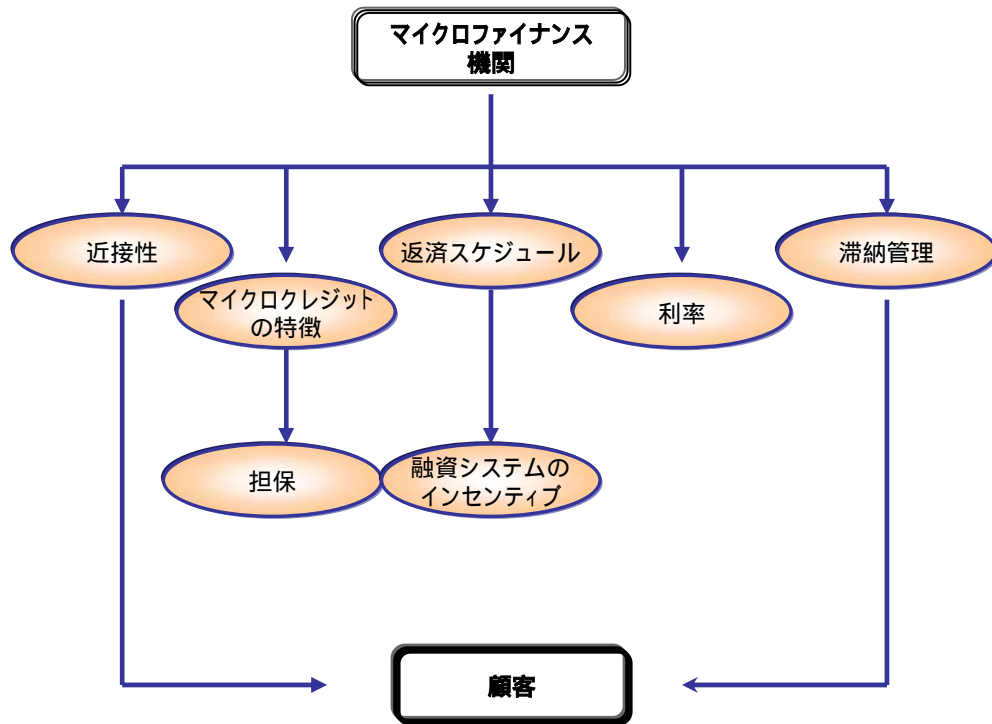 マイクロファイナンス
機関
近接性
返済スケジュール
滞納管理
マイクロクレジット
の特徴
利率
担保
融資システムの
インセンティブ
顧客